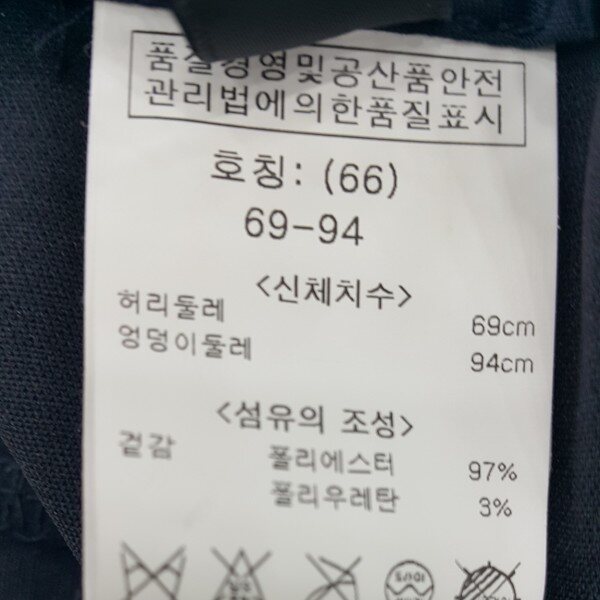 품질경영및공산품안전
관리법에의한품질표시
호칭: (66)
69-94
<신체치수>
허리둘레 69cm
엉덩이둘레 94cm
<섬유의 조성>
겉감 폴리에스터 97%
폴리우레탄 3%